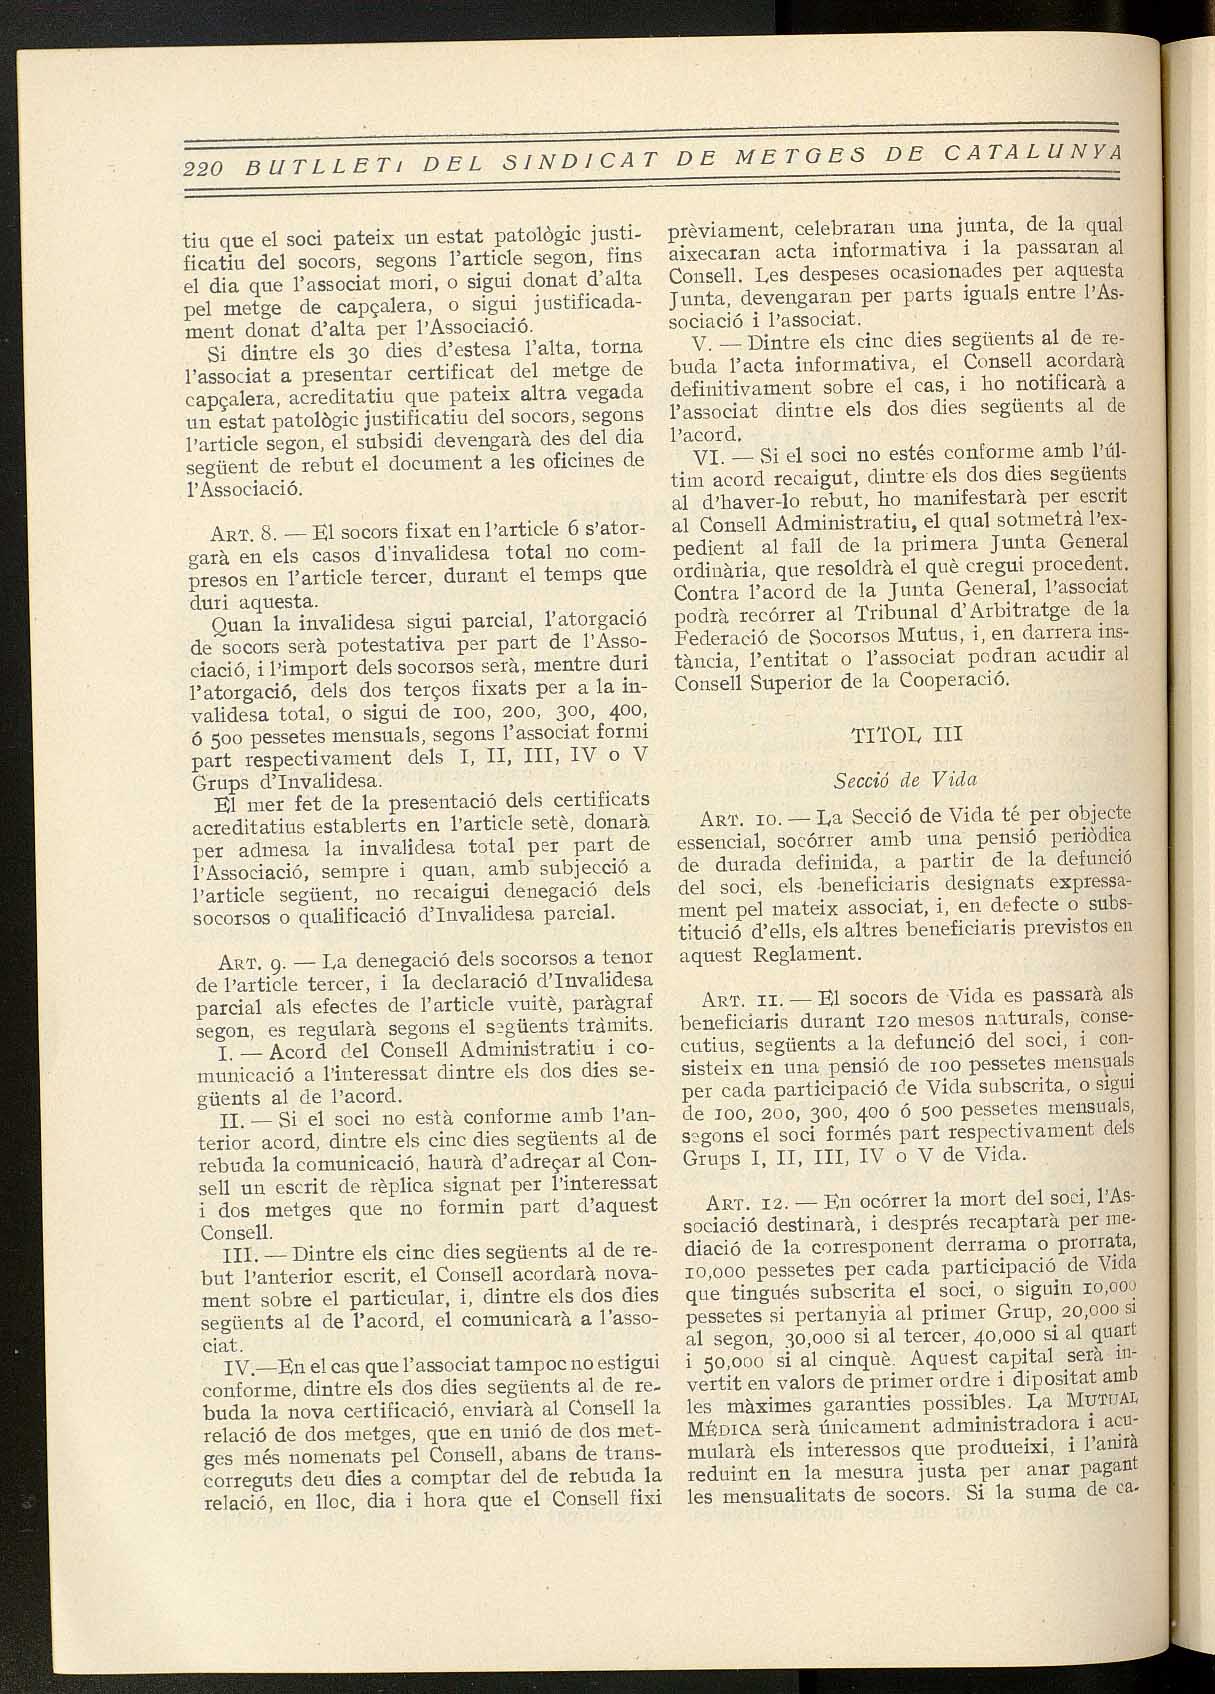 220 BUTLLETI DEL SINDICAT DE METGES DE CATALUNYA
tiu que el soci pateix un estat patològic justi-
ficatiu del socors, segons l'article segon, fins
el dia que l'associat mori, o sigui donat d'alta
pel metge de capçalera, o sigui justificada-
ment donat d'alta per l'Associació.
Si dintre els 30 dies d'estesa l'alta, torna
l'associat a presentar certificat del metge de
capçalera, acreditatiu que pateix altra vegada
un estat patològic justificatiu del socors, segons
l'article segon, el subsidi devengarà des del dia
següent de rebut el document a les oficines de
l'Associació.
ART. 8. — El socors fixat en l'article 6 s'ator-
garà en els casos d'invalidesa total no com-
presos en l'article tercer, durant el temps que
duri aquesta.
Quan la invalidesa sigui parcial, l'atorgació
de socors serà potestativa per part de l'Asso-
ciació, i l'import dels socorsos serà, mentre duri
l'atorgació, dels dos terços fixats per a la in-
validesa total, o sigui de 100, 200, 300, 400,
ó 500 pessetes mensuals, segons l'associat formi
part respectivament dels I, II, III, IV o V
Grups d'Invalidesa.
El mer fet de la presentació dels certificats
acreditatius establerts en l'article setè, donarà
per admesa la invalidesa total per part de
l'Associació, sempre i quan, amb subjecció a
l'article següent, no recaigui denegació dels
socorsos o qualificació d'Invalidesa parcial.
ART. 9. — La denegació dels socorsos a tenor
de l'article tercer, i la declaració d'Invalidesa
parcial als efectes de l'article vuitè, paràgraf
segon, es regularà segons el següents tràmits.
I. — Acord del Consell Administratiu i co-
municació a l'interessat dintre els dos dies se-
güents al de l'acord.
II. — Si el soci no està conforme amb l'an-
terior acord, dintre els cinc dies següents al de
rebuda la comunicació, haurà d'adreçar al Con-
sell un escrit de rèplica signat per l'interessat
i dos metges que no formin part d'aquest
Consell.
III. — Dintre els cinc dies següents al de re-
but l'anterior escrit, el Consell acordarà nova-
ment sobre el particular, i, dintre els dos dies
següents al de l'acord, el comunicarà a l'asso-
ciat.
IV.—En el cas que l'associat tampoc no estigui
conforme, dintre els dos dies següents al de re-
buda la nova certificació, enviarà al Consell la
relació de dos metges, que en unió de dos met-
ges més nomenats pel Consell, abans de trans-
correguts deu dies a comptar del de rebuda la
relació, en lloc, dia i hora que el Consell fixi
prèviament, celebraran una junta, de la qual
aixecaran acta informativa i la passaran al
Consell. Les despeses ocasionades per aquesta
Junta, devengaran per parts iguals entre l'As-
sociació i l'associat.
V. — Dintre els cinc dies següents al de re-
buda l'acta informativa, el Consell acordarà
definitivament sobre el cas, i ho notificarà a
l'associat dintre els dos dies següents al de
l'acord.
VI. — Si el soci no estés conforme amb l'úl-
tim acord recaigut, dintre els dos dies següents
al d'haver-lo rebut, ho manifestarà per escrit
al Consell Administratiu, el qual sotmetrà l'ex-
pedient al fall de la primera Junta General
ordinària, que resoldrà el què cregui procedent.
Contra l'acord de la Junta General, l'associat
podrà recórrer al Tribunal d'Arbitratge de la
Federació de Socorsos Mutus, i, en darrera ins-
tància, l'entitat o l'associat podran acudir al
Consell Superior de la Cooperació.
TITOL III
Secció de Vida
ART. 10. — La Secció de Vida té per objecte
essencial, socórrer amb una pensió periòdica
de durada definida, a partir de la defunció
del soci, els beneficiaris designats expressa-
ment pel mateix associat, i, en defecte o subs-
titució d'ells, els altres beneficiaris previstos en
aquest Reglament.
ART. 11. — El socors de Vida es passarà als
beneficiaris durant 120 mesos naturals, conse-
cutius, següents a la defunció del soci, i con-
sisteix en una pensió de 100 pessetes mensuals
per cada participació de Vida subscrita, o sigui
de 100, 200, 300, 400 ó 500 pessetes mensuals,
segons el soci formés part respectivament dels
Grups I, II, III, IV o V de Vida.
ART. 12. — En ocórrer la mort del soci, l'As-
sociació destinarà, i després recaptarà per me-
diació de la corresponent derrama o prorrata,
10,000 pessetes per cada participació de Vida
que tingués subscrita el soci, o siguin 10,000
pessetes si pertanyia al primer Grup, 20,000 si
al segon, 30,000 si al tercer, 40,000 si al quart
i 50,000 si al cinquè. Aquest capital serà in-
vertit en valors de primer ordre i dipositat amb
les màximes garanties possibles. La MUTUAL
MÉDICA serà únicament administradora i acu-
mularà els interessos que produeixi, i l'anirà
reduint en la mesura justa per anar pagant
les mensualitats de socors. Si la suma de ca-